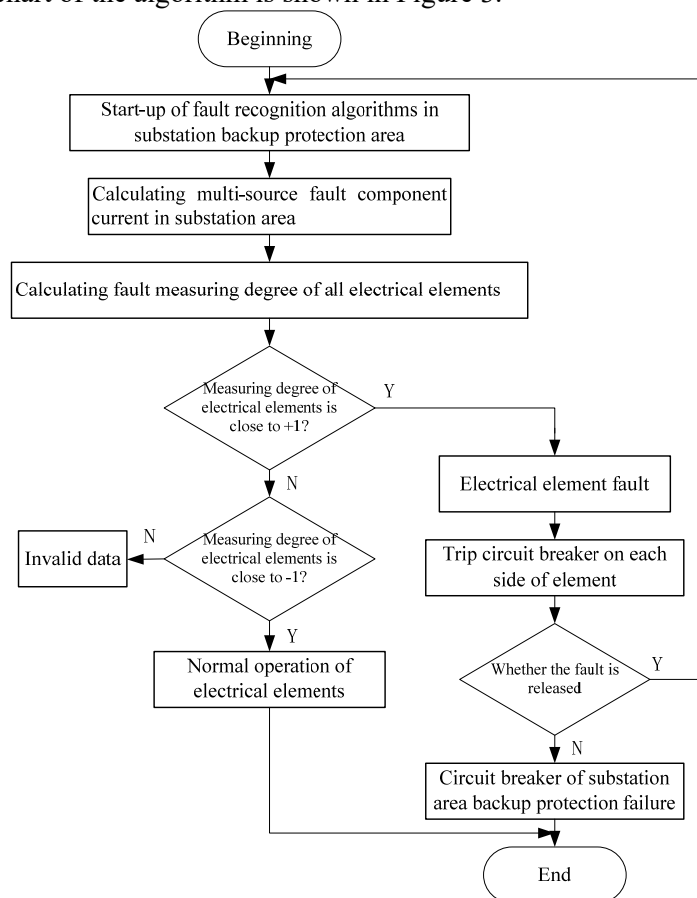 chart of the algorithm is shown in Figure 3.
Beginning
Start-up of fault recognition algorithms in
substation backup protection area
Calculating multi-source fault component
current in substation area
Calculating fault measuring degree of all electrical elements
Measuring degree of
electrical elements is
close to +1?
Y
N
Electrical element fault
Measuring degree of
electrical elements is
close to -1?
N
Invalid data
Trip circuit breaker on each
side of element
Y
Normal operation of
electrical elements
Whether the fault is
released
Y
N
Circuit breaker of substation
area backup protection failure
End